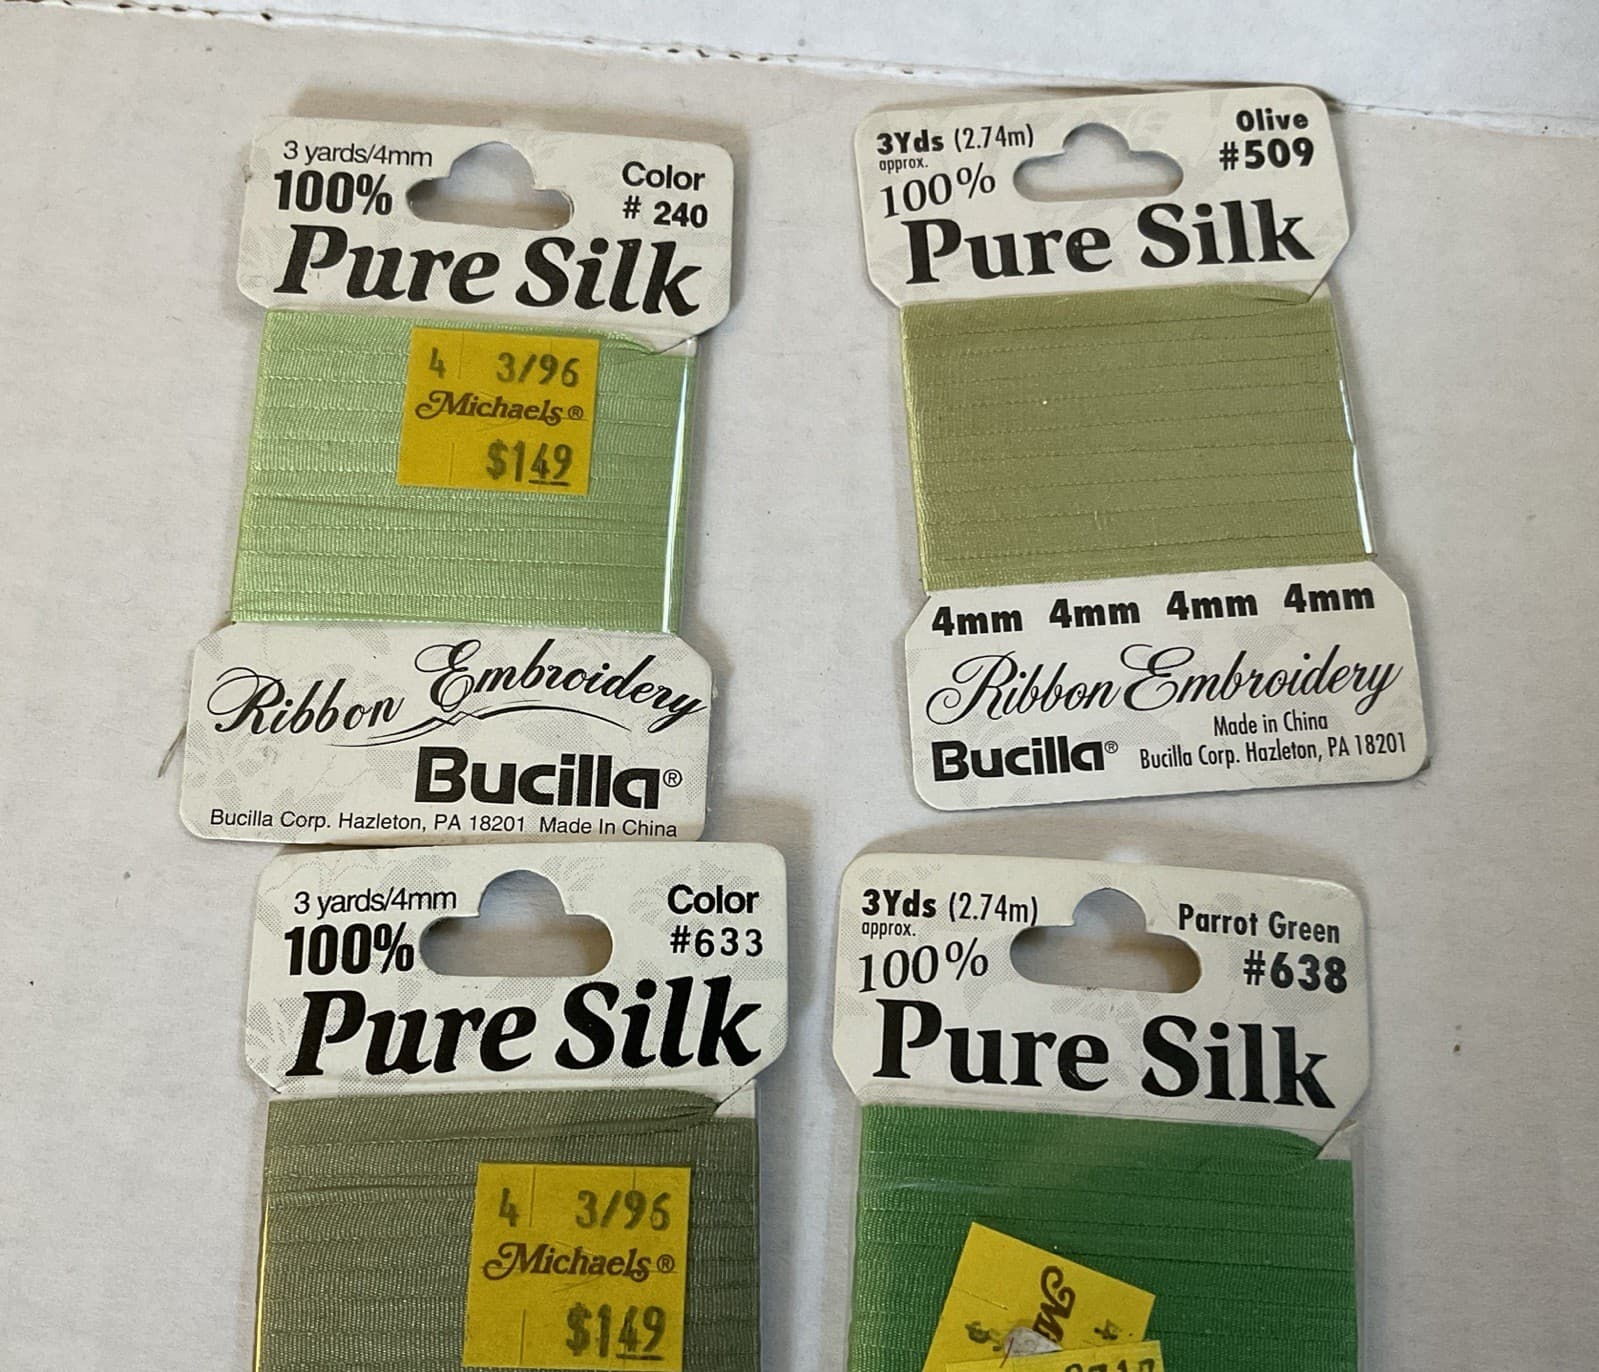 3 yards/4mm
100%
Color
# 240
Pure Silk
4 3/96
Michaels®
$149
Ribbon Embroidery
Bucilla®
Bucilla Corp. Hazleton, PA 18201 Made In China
3Yds (2.74m)
approx.
100%
Olive
#509
Pure Silk
4mm 4mm 4mm 4mm
Ribbon Embroidery
Made in China
Bucilla® Bucilla Corp. Hazleton, PA 18201
3 yards/4mm
100%
Color
#633
Pure Silk
4 3/96
Michaels®
$149
3Yds (2.74m)
approx.
100%
Parrot Green
#638
Pure Silk